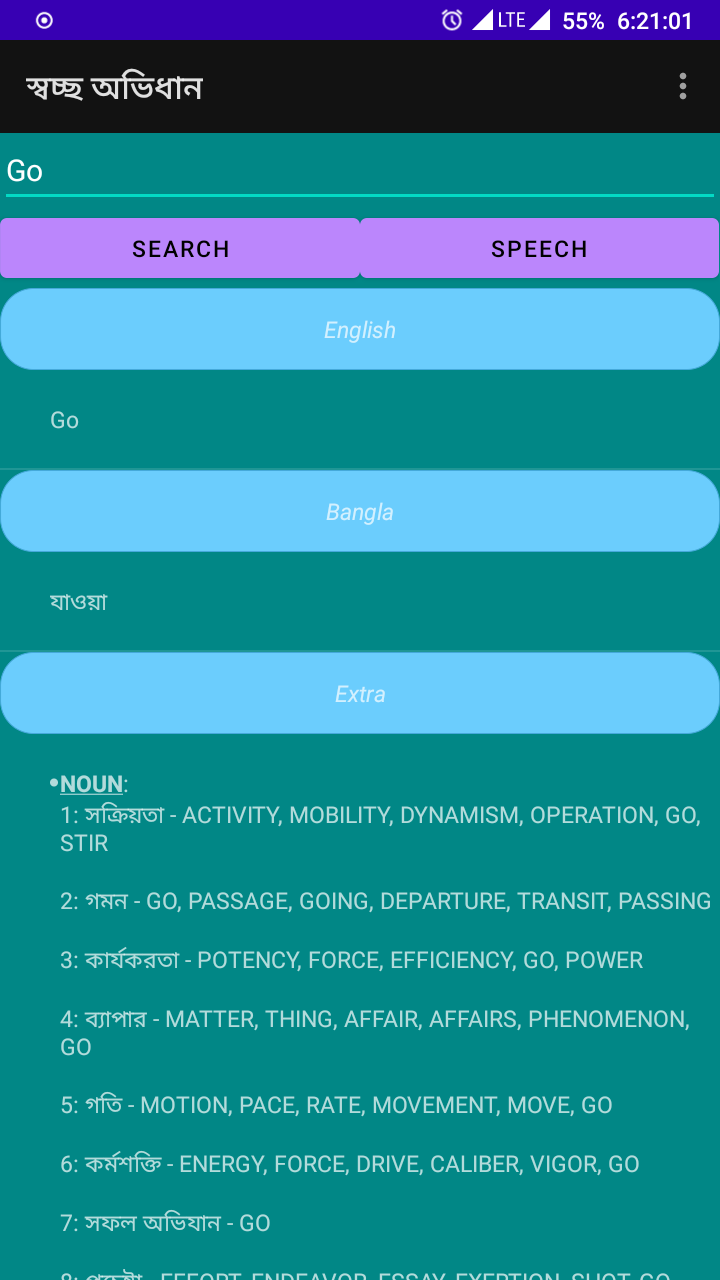 LTE 55% 6:21:01
স্বচ্ছ অভিধান
Go
SEARCH SPEECH
English
Go
Bangla
যাওয়া
Extra
•NOUN:
1: সক্রিয়তা - ACTIVITY, MOBILITY, DYNAMISM, OPERATION, GO,
STIR
2: গমন - GO, PASSAGE, GOING, DEPARTURE, TRANSIT, PASSING
3: কার্যকরতা - POTENCY, FORCE, EFFICIENCY, GO, POWER
4: ব্যাপার - MATTER, THING, AFFAIR, AFFAIRS, PHENOMENON,
GO
5: গতি - MOTION, PACE, RATE, MOVEMENT, MOVE, GO
6: কর্মশক্তি - ENERGY, FORCE, DRIVE, CALIBER, VIGOR, GO
7: সফল অভিযান - GO
8: প্রচেষ্টা - EFFORT, ENDEAVOR, ESSAY, EXERTION, SHOT, GO